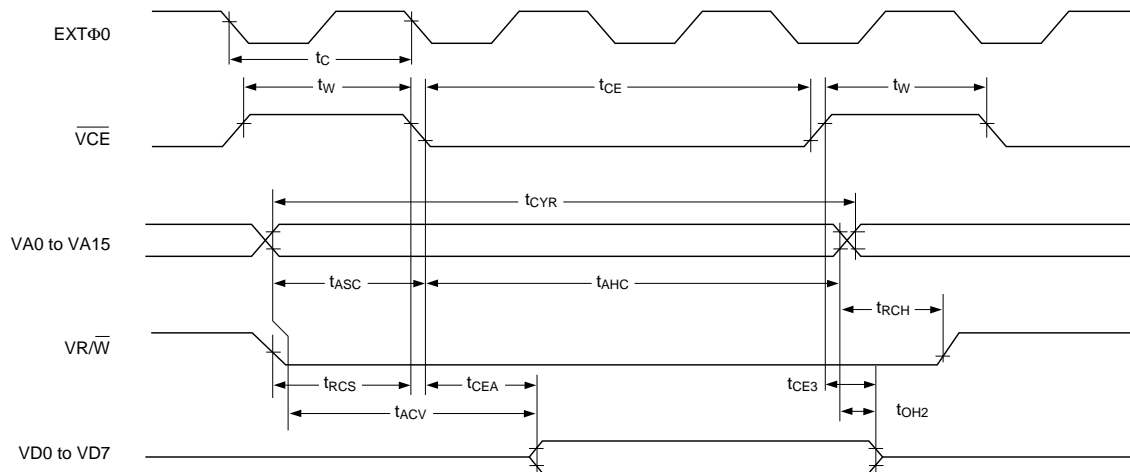 EXTΦ0
tC
tW
tCE
tW
VCE
tCYR
VA0 to VA15
tASC
tAHC
tRCH
VR/W
tRCS
tCEA
tCE3
tACV
tOH2
VD0 to VD7